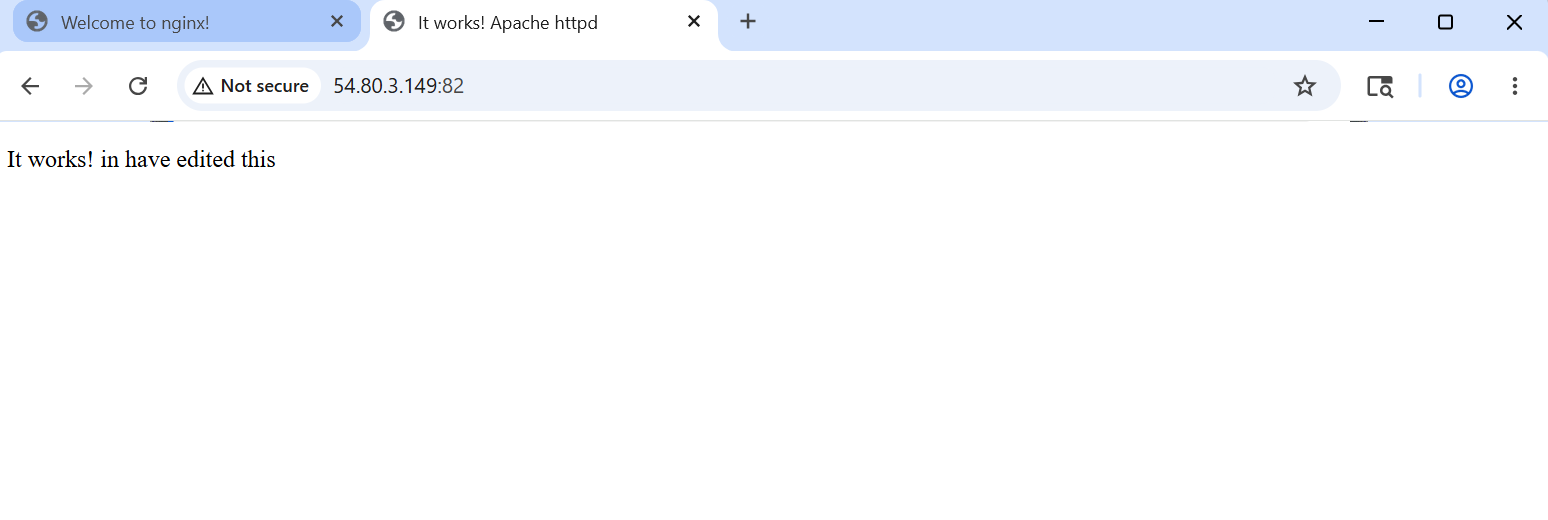 Welcome to nginx!
It works! Apache httpd
Not secure
54.80.3.149:82
It works! in have edited this